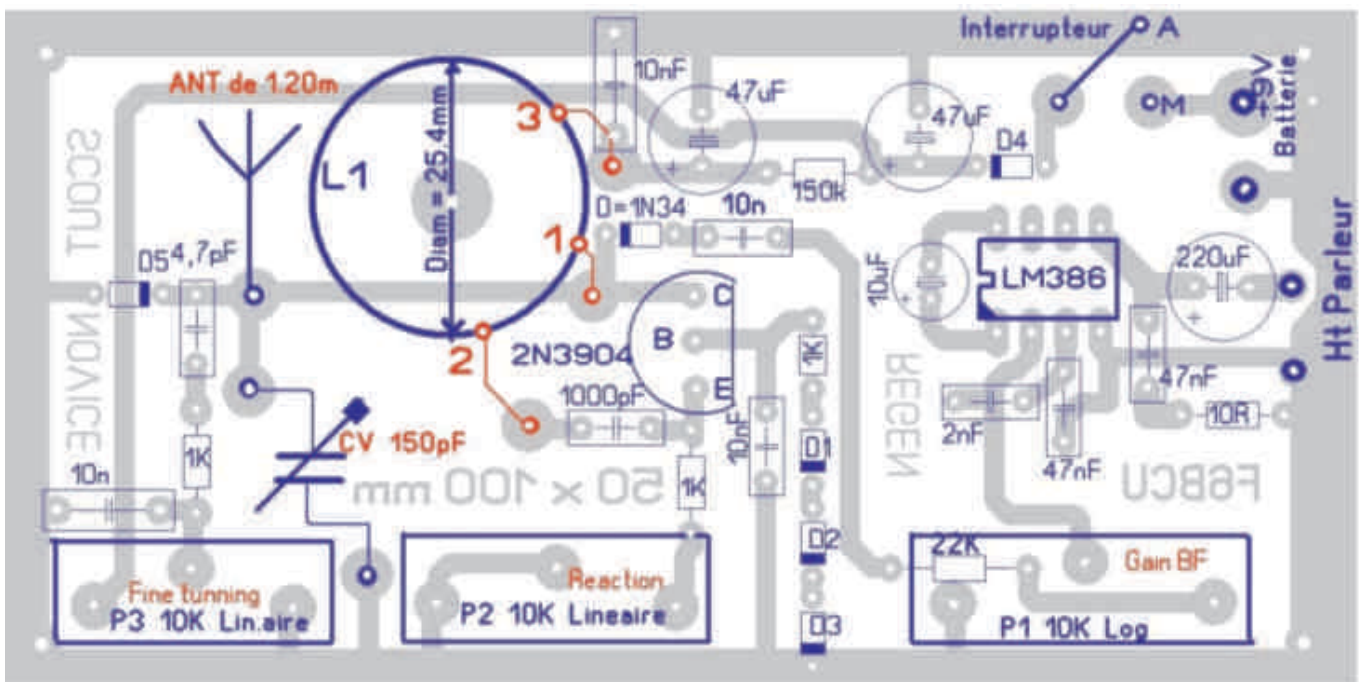 Interrupteur A
ANT de 1.20m
10nF
47uF
47uF
D4
M
+9V
Batterie
SCOUT
NOVICE
L1
Diam = 25.4mm
3
1
2
150k
D=1N34
10n
10uF
LM386
220uF
Ht Parleur
D5
4,7pF
C
B
E
2N3904
1000pF
1K
REGEN
47nF
10R
2nF
47nF
F6BCU
CV 150pF
1K
10n
50 x 100 mm
1K
10nF
D1
D2
D3
22K
Fine tunning
P3 10K Lin.aire
Reaction
P2 10K Lineaire
Gain BF
P1 10K Log